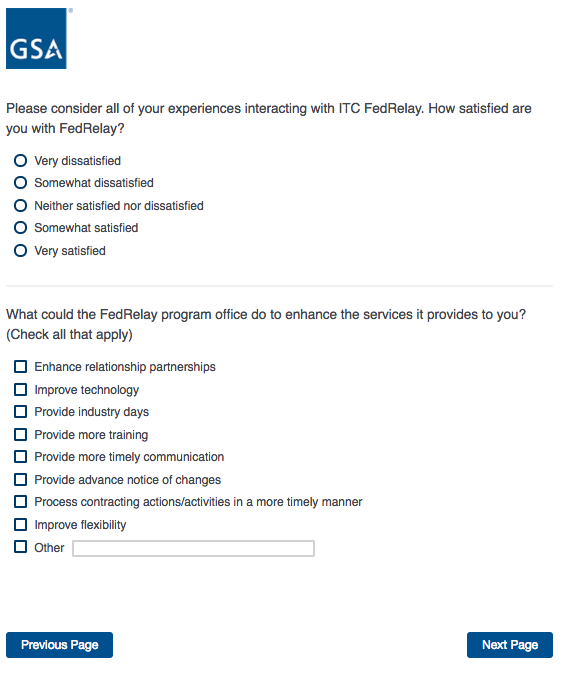 GSA
Please consider all of your experiences interacting with ITC FedRelay. How satisfied are
you with FedRelay?
Very dissatisfied
Somewhat dissatisfied
Neither satisfied nor dissatisfied
Somewhat satisfied
Very satisfied
What could the FedRelay program office do to enhance the services it provides to you?
(Check all that apply)
Enhance relationship partnerships
Improve technology
Provide industry days
Provide more training
Provide more timely communication
Provide advance notice of changes
Process contracting actions/activities in a more timely manner
Improve flexibility
Other
Previous Page
Next Page